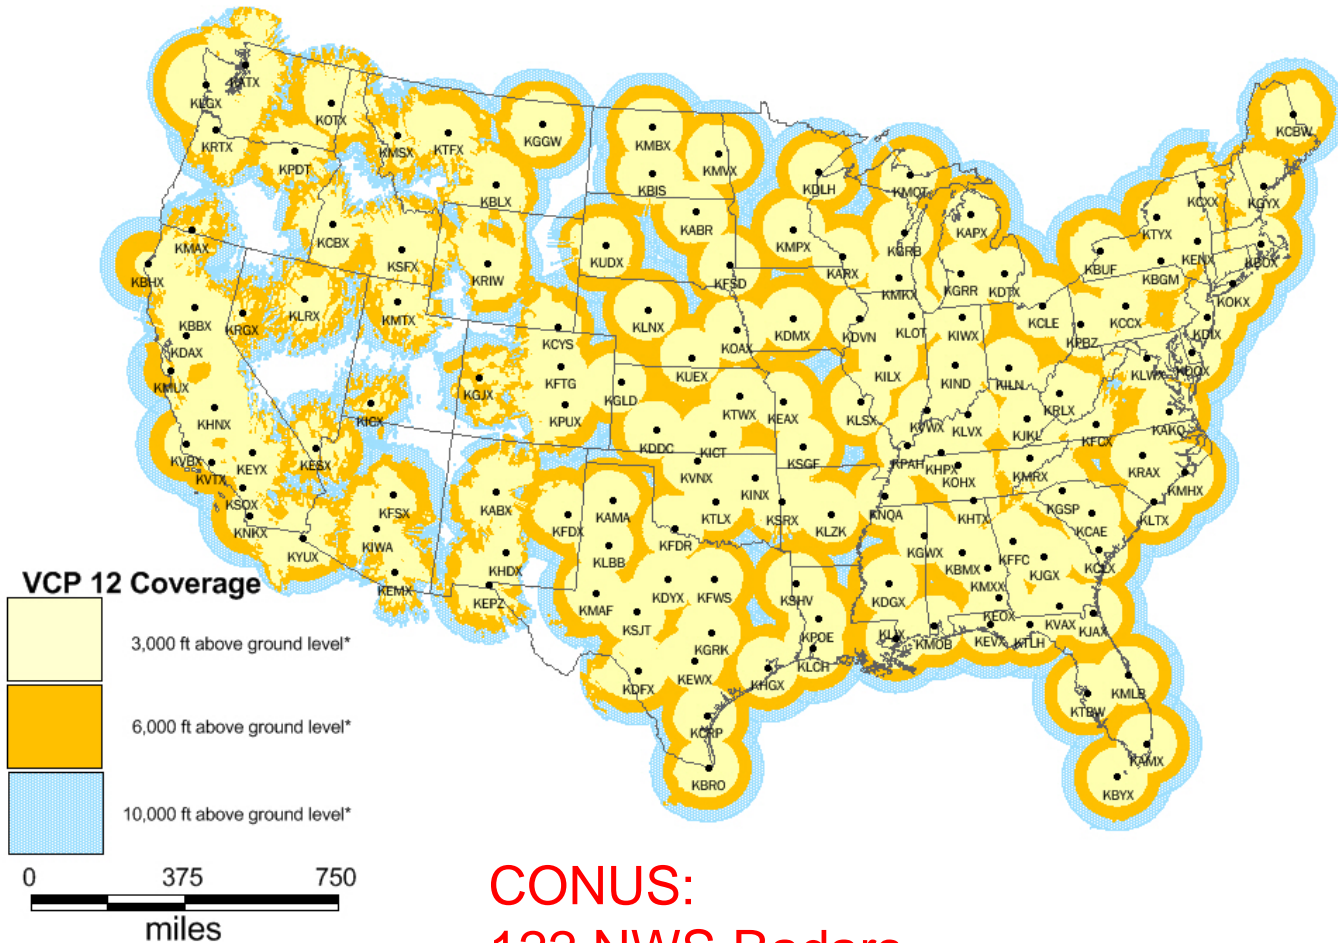 KATX
KLGX
KOTX
KRTX
KPDT
KMSX
KTFX
KGGW
KMBX
KMVX
KBIS
KDLH
KMQT
KCBW
KCXX
KGYX
KBLX
KABR
KMPX
KGRB
KAPX
KTYX
KMAX
KCBX
KSFX
KUDX
KARX
KBUF
KENX
KBOX
KBHX
KRIW
KFSD
KMKX
KGRR
KDTX
KBGM
KOKX
KLRX
KMTX
KBBX
KRGX
KLNX
KDMX
KDVN
KLOT
KIWX
KCLE
KCCX
KDIX
KDAX
KCYS
KOAX
KPBZ
KMUX
KFTG
KUEX
KILX
KIND
KILN
KLWX
KDOX
KGJX
KGLD
KHNX
KICX
KPUX
KTWX
KEAX
KLSX
KVWX
KLVX
KJKL
KRLX
KFCX
KAKQ
KDDC
KICT
KVBX
KEYX
KESX
KSGF
KPAH
KHPX
KVTX
KVNX
KOHX
KMRX
KRAX
KMHX
KSOX
KINX
KNKX
KFSX
KABX
KFDX
KAMA
KTLX
KSRX
KLZK
KNQA
KHTX
KGSP
KLTX
KYUX
KIWA
KFDR
KCAE
KLBB
KGWX
KFFC
KHDX
KBMX
KJGX
KCLX
VCP 12 Coverage
KEMX
KEPZ
KMAF
KDYX
KFWS
KSHV
KDGX
KMXX
KEOX
3,000 ft above ground level*
KSJT
KPOE
KLIX
KMOB
KEVX
KTLH
KVAX
KJAX
KGRK
KLCH
KDFX
KEWX
KHGX
KMLB
6,000 ft above ground level*
KCRP
KTBW
KAMX
KBRO
KBYX
10,000 ft above ground level*
0 375 750
miles
CONUS:
122 NWS Radars